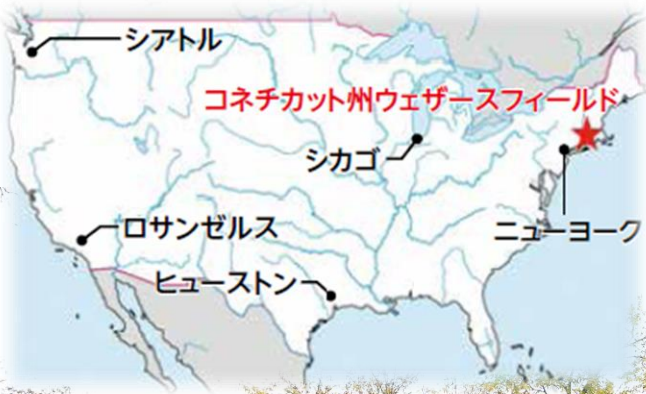 シアトル
コネチカット州ウェザースフィールド
シカゴ
ロサンゼルス
ニューヨーク
ヒューストン